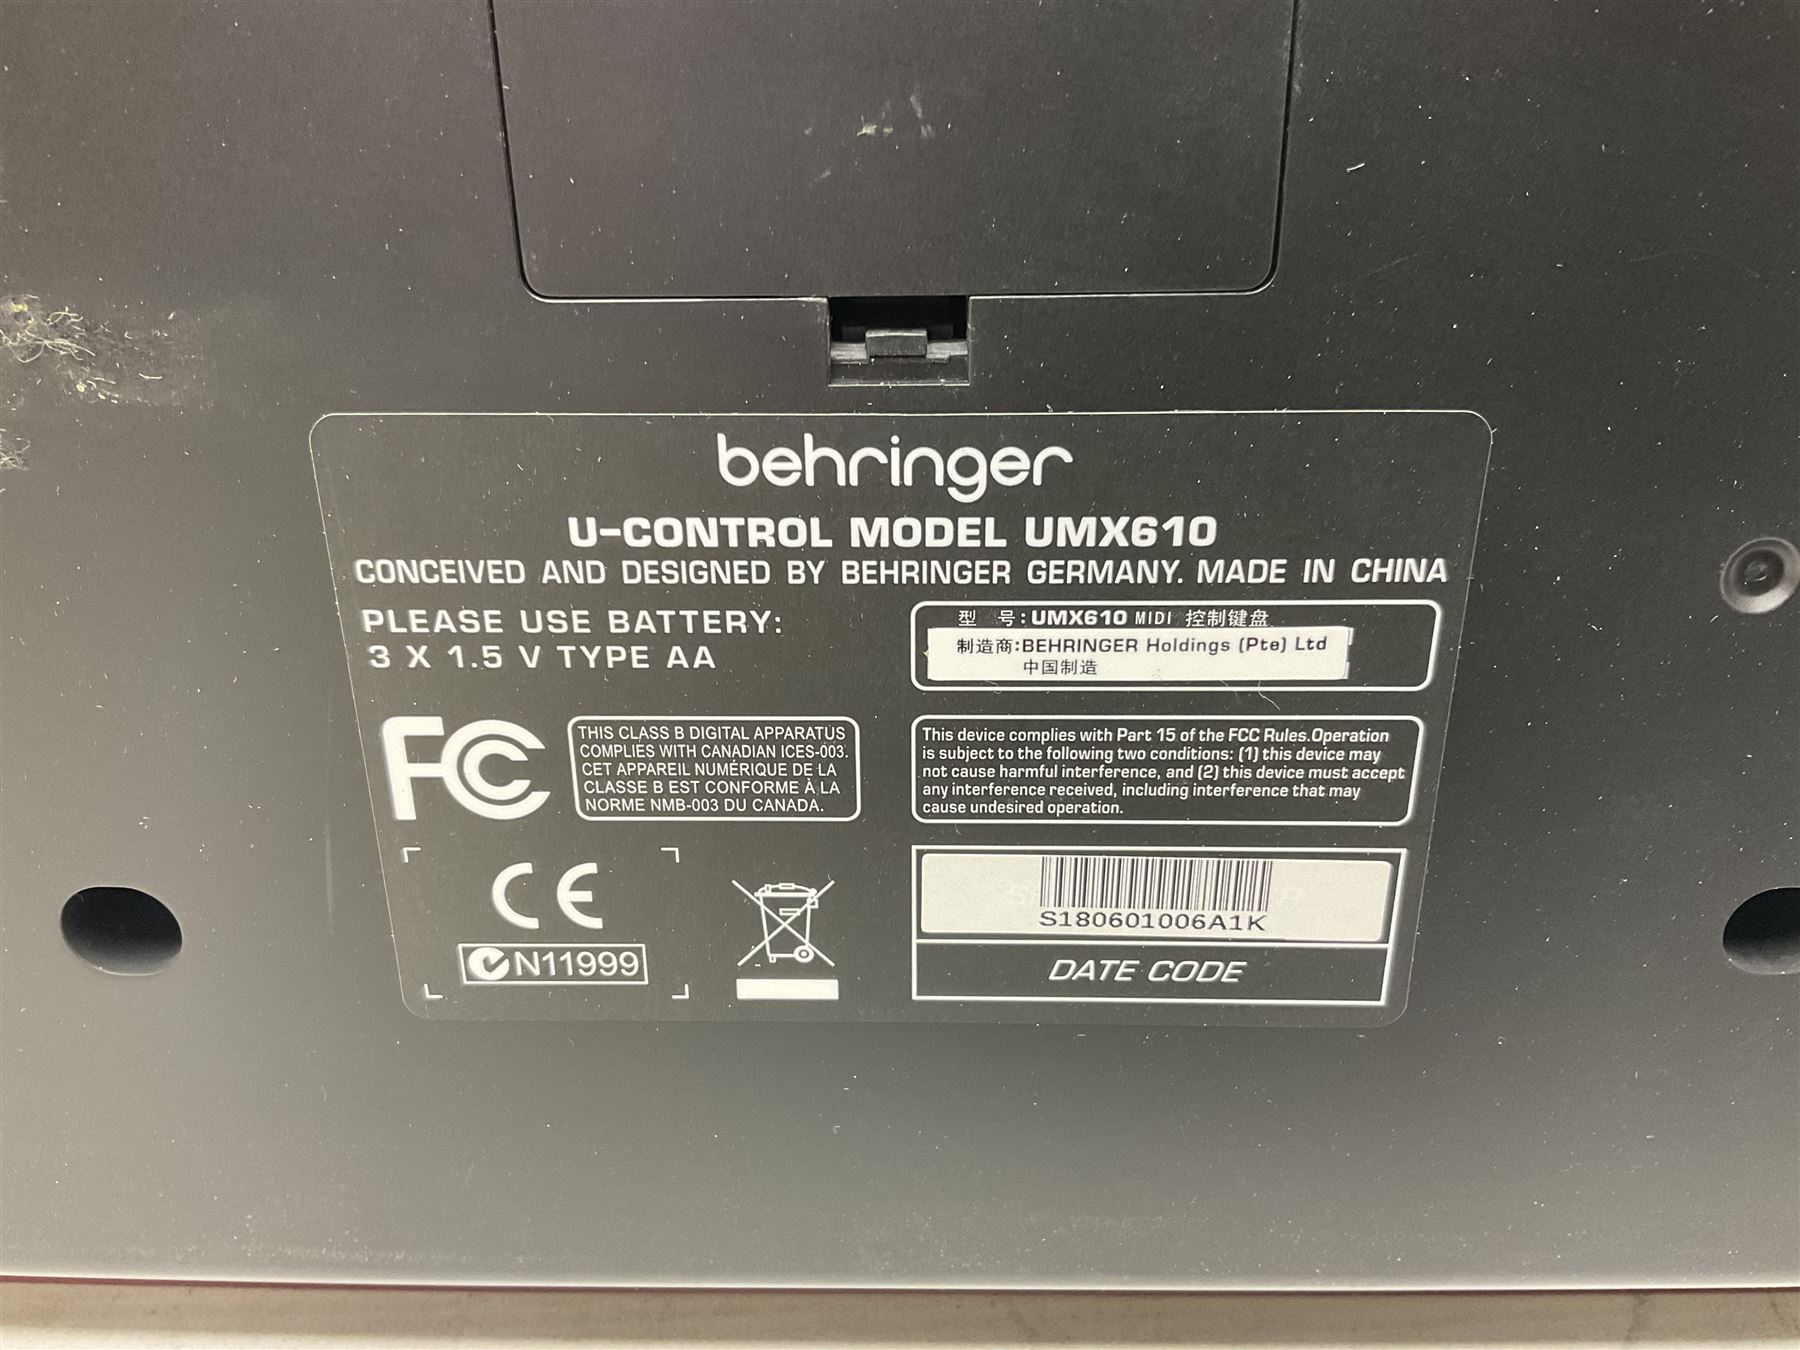 behringer
U-CONTROL MODEL UMX610
CONCEIVED AND DESIGNED BY BEHRINGER GERMANY. MADE IN CHINA
PLEASE USE BATTERY:
3 X 1.5 V TYPE AA
型 号:UMX610 MIDI 控制键盘
制造商:BEHRINGER Holdings (Pte) Ltd
中国制造
FC
THIS CLASS B DIGITAL APPARATUS
COMPLIES WITH CANADIAN ICES-003.
CET APPAREIL NUMÉRIQUE DE LA
CLASSE B EST CONFORME À LA
NORME NMB-003 DU CANADA.
This device complies with Part 15 of the FCC Rules.Operation
is subject to the following two conditions: (1) this device may
not cause harmful interference, and (2) this device must accept
any interference received, including interference that may
cause undesired operation.
CE
N11999
S180601006A1K
DATE CODE